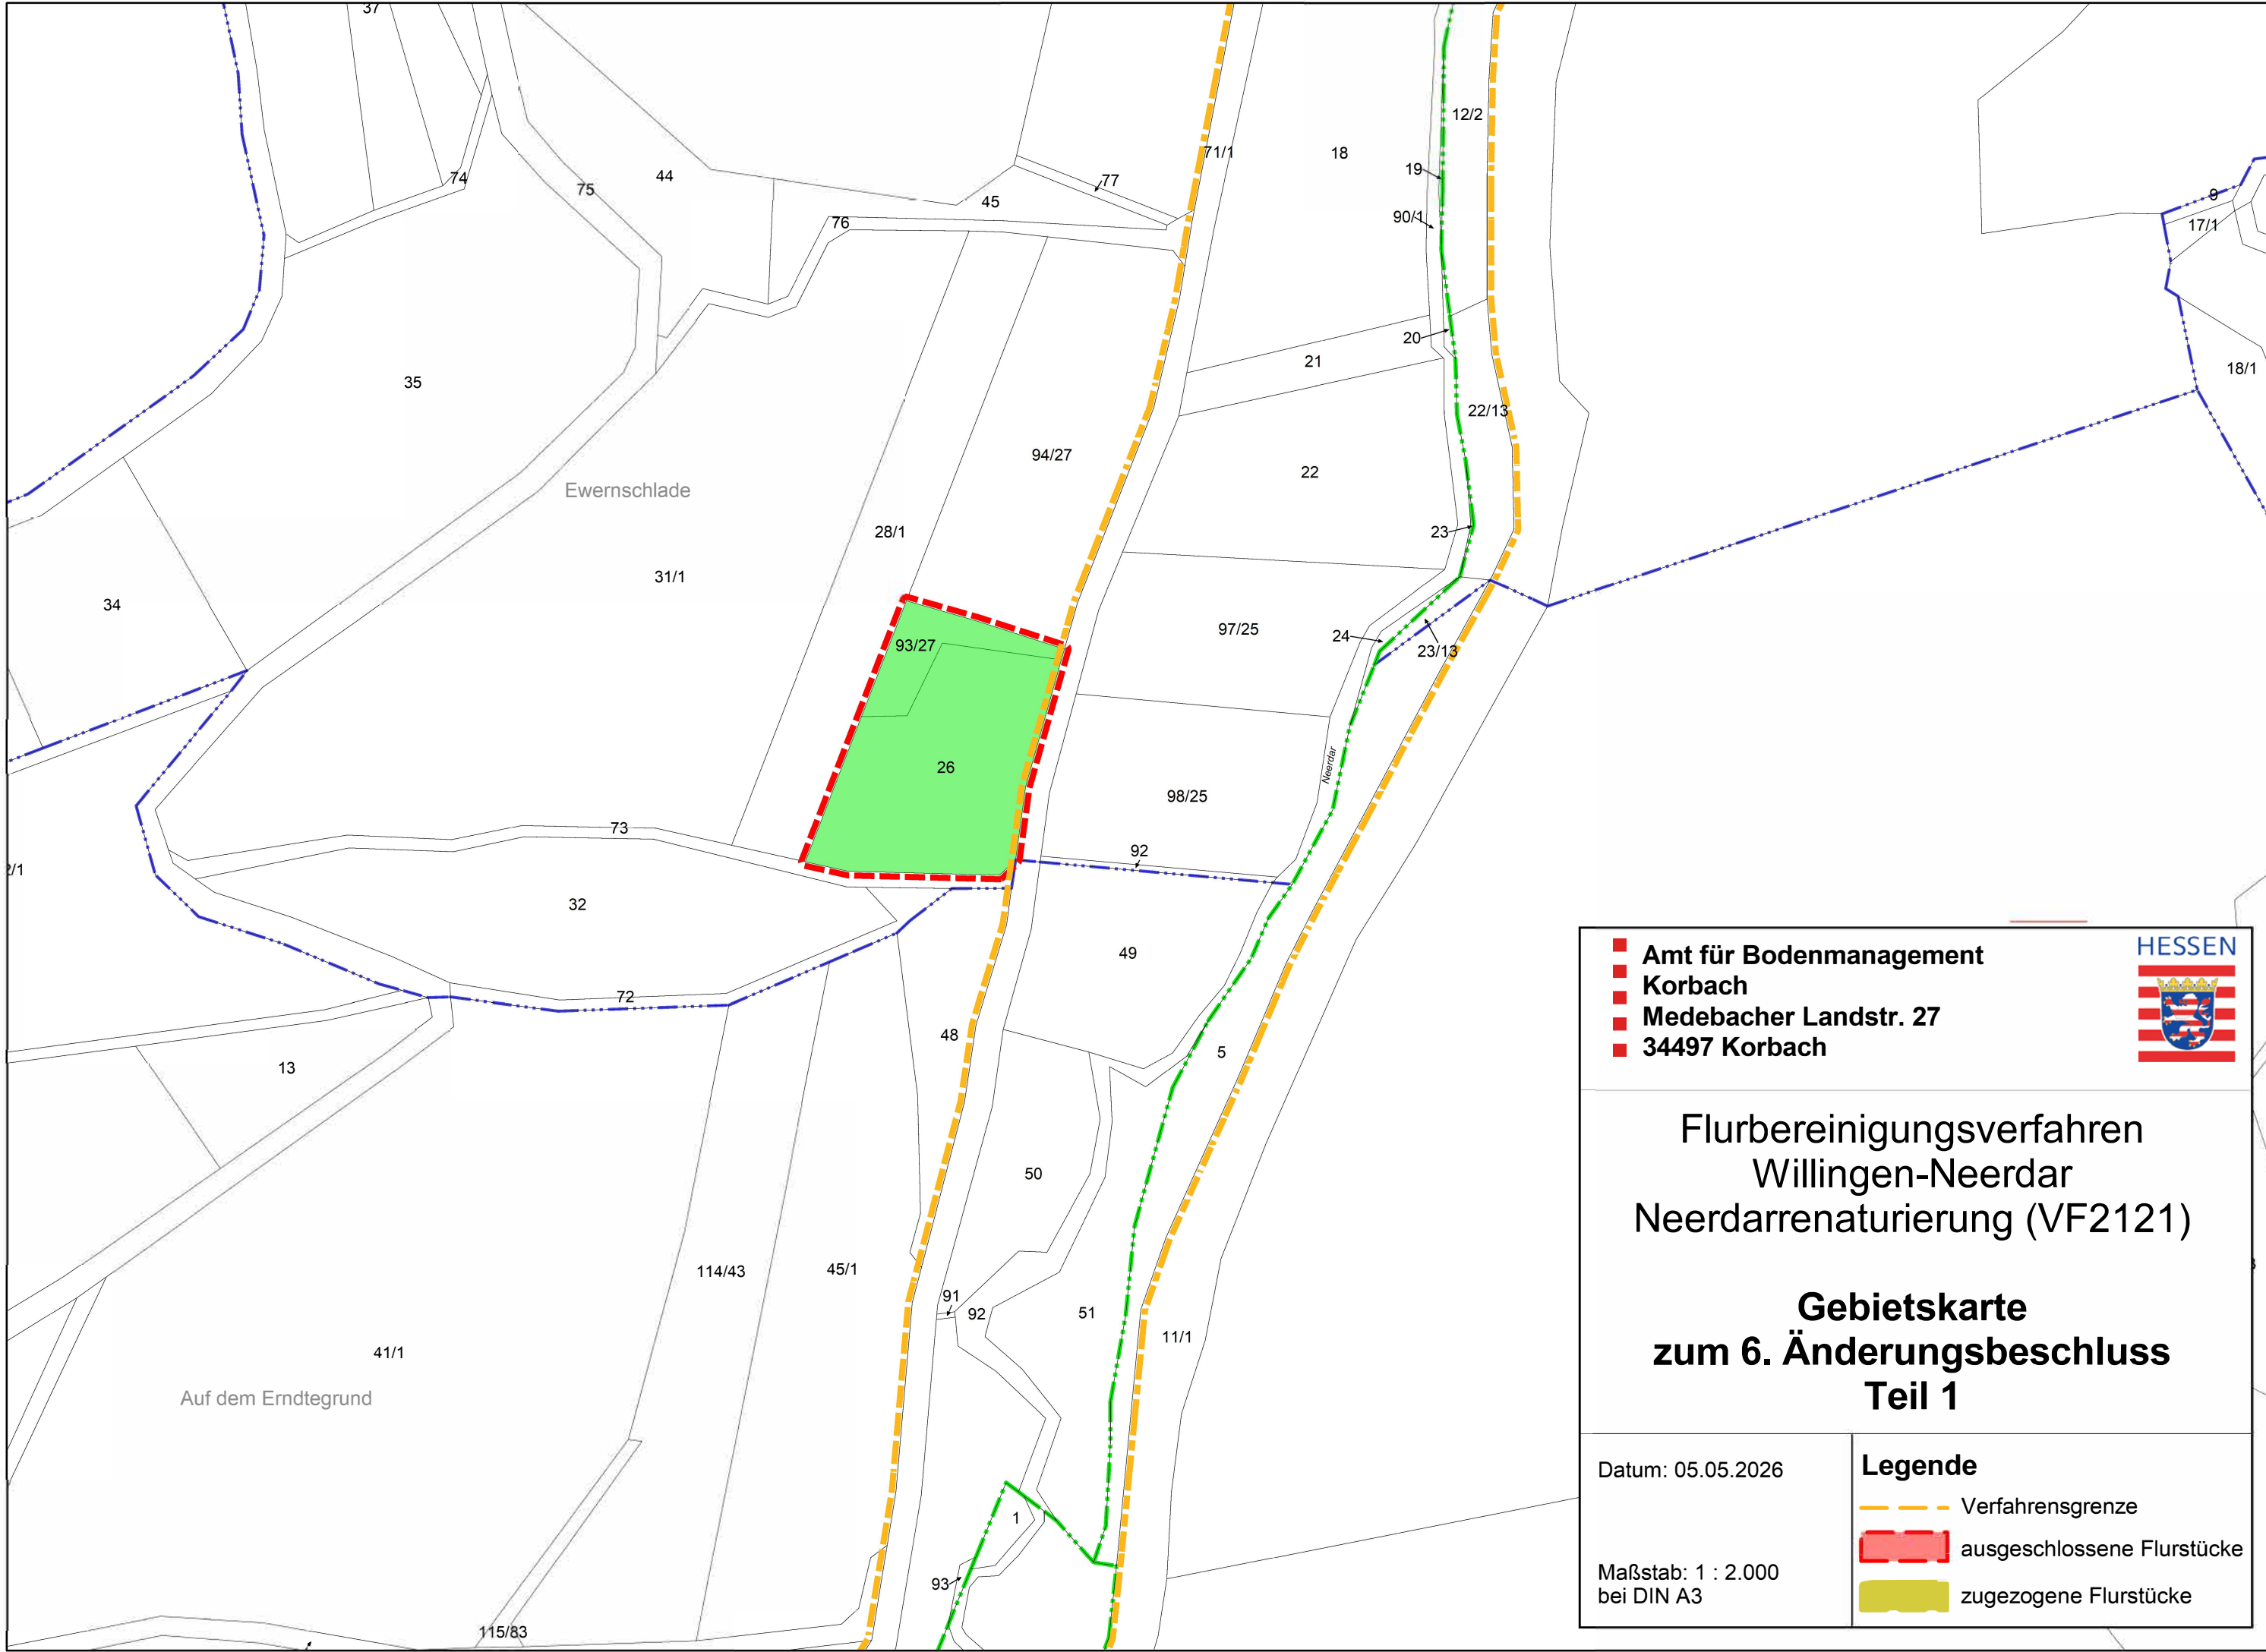 37
12/2
71/1
18
19
77
44
74
75
45
9
90/1
76
17/1
20
21
18/1
35
22/13
94/27
22
Ewernschlade
28/1
23
31/1
34
97/25
24
93/27
23/13
Neerdar
26
98/25
73
92
32
49
72
48
5
13
50
114/43
45/1
91
92
51
11/1
41/1
Auf dem Erndtegrund
1
93
115/83
Amt für Bodenmanagement
Korbach
Medebacher Landstr. 27
34497 Korbach
HESSEN
Flurbereinigungsverfahren
Willingen-Neerdar
Neerdarrenaturierung (VF2121)
Gebietskarte
zum 6. Änderungsbeschluss
Teil 1
Datum: 05.05.2026
Maßstab: 1 : 2.000
bei DIN A3
Legende
Verfahrensgrenze
ausgeschlossene Flurstücke
zugezogene Flurstücke